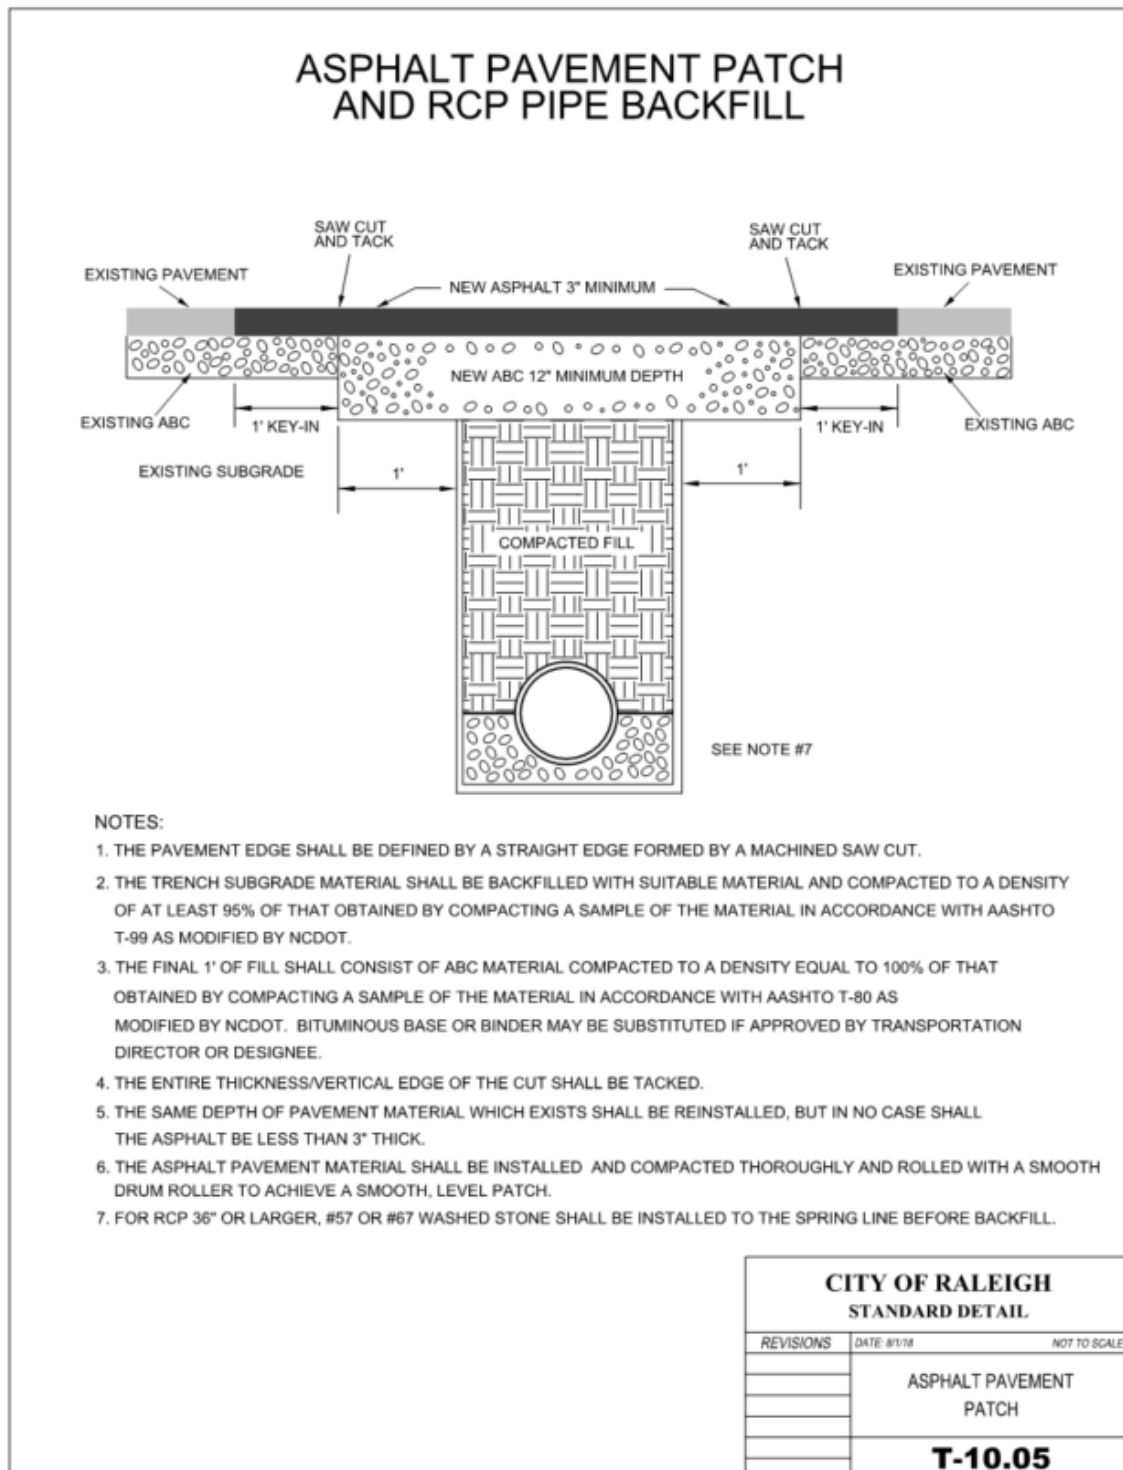 ASPHALT PAVEMENT PATCH
AND RCP PIPE BACKFILL
SAW CUT
AND TACK
SAW CUT
AND TACK
EXISTING PAVEMENT
NEW ASPHALT 3" MINIMUM
EXISTING PAVEMENT
NEW ABC 12" MINIMUM DEPTH
EXISTING ABC
1' KEY-IN
1' KEY-IN
EXISTING ABC
EXISTING SUBGRADE
1'
1'
COMPACTED FILL
SEE NOTE #7
NOTES:
1. THE PAVEMENT EDGE SHALL BE DEFINED BY A STRAIGHT EDGE FORMED BY A MACHINED SAW CUT.
2. THE TRENCH SUBGRADE MATERIAL SHALL BE BACKFILLED WITH SUITABLE MATERIAL AND COMPACTED TO A DENSITY
OF AT LEAST 95% OF THAT OBTAINED BY COMPACTING A SAMPLE OF THE MATERIAL IN ACCORDANCE WITH AASHTO
T-99 AS MODIFIED BY NCDOT.
3. THE FINAL 1' OF FILL SHALL CONSIST OF ABC MATERIAL COMPACTED TO A DENSITY EQUAL TO 100% OF THAT
OBTAINED BY COMPACTING A SAMPLE OF THE MATERIAL IN ACCORDANCE WITH AASHTO T-80 AS
MODIFIED BY NCDOT. BITUMINOUS BASE OR BINDER MAY BE SUBSTITUTED IF APPROVED BY TRANSPORTATION
DIRECTOR OR DESIGNEE.
4. THE ENTIRE THICKNESS/VERTICAL EDGE OF THE CUT SHALL BE TACKED.
5. THE SAME DEPTH OF PAVEMENT MATERIAL WHICH EXISTS SHALL BE REINSTALLED, BUT IN NO CASE SHALL
THE ASPHALT BE LESS THAN 3" THICK.
6. THE ASPHALT PAVEMENT MATERIAL SHALL BE INSTALLED AND COMPACTED THOROUGHLY AND ROLLED WITH A SMOOTH
DRUM ROLLER TO ACHIEVE A SMOOTH, LEVEL PATCH.
7. FOR RCP 36" OR LARGER, #57 OR #67 WASHED STONE SHALL BE INSTALLED TO THE SPRING LINE BEFORE BACKFILL.
CITY OF RALEIGH
STANDARD DETAIL
REVISIONS DATE: 8/1/18 NOT TO SCALE
ASPHALT PAVEMENT
PATCH
T-10.05